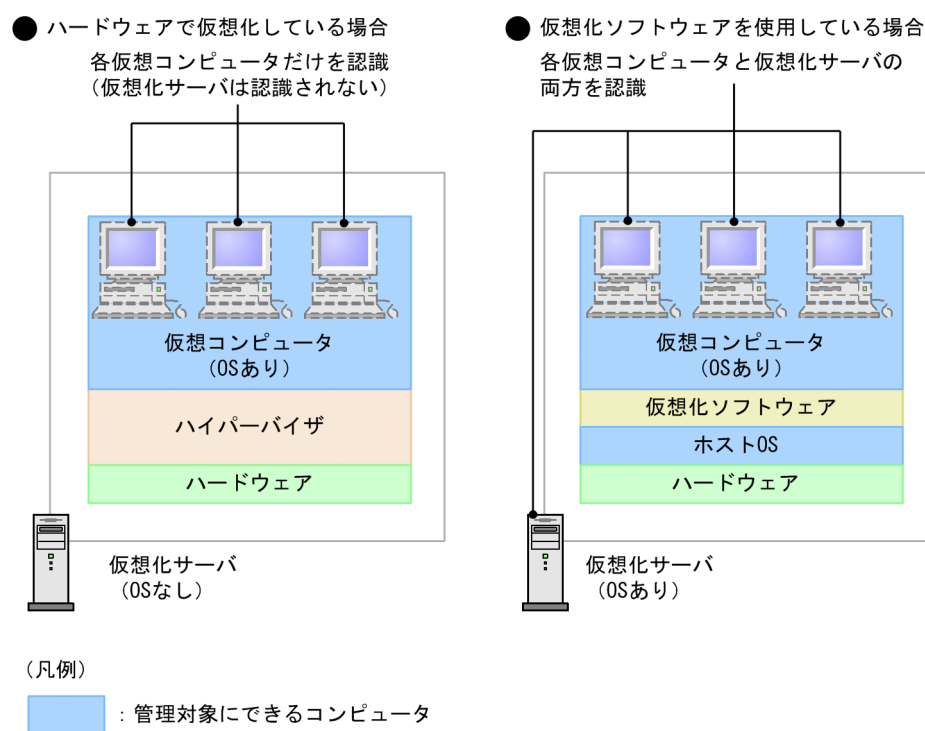 ● ハードウェアで仮想化している場合
各仮想コンピュータだけを認識
（仮想化サーバは認識されない）
仮想コンピュータ
（OSあり）
ハイパーバイザ
ハードウェア
仮想化サーバ
（OSなし）
● 仮想化ソフトウェアを使用している場合
各仮想コンピュータと仮想化サーバの
両方を認識
仮想コンピュータ
（OSあり）
仮想化ソフトウェア
ホストOS
ハードウェア
仮想化サーバ
（OSあり）
（凡例）
：管理対象にできるコンピュータ